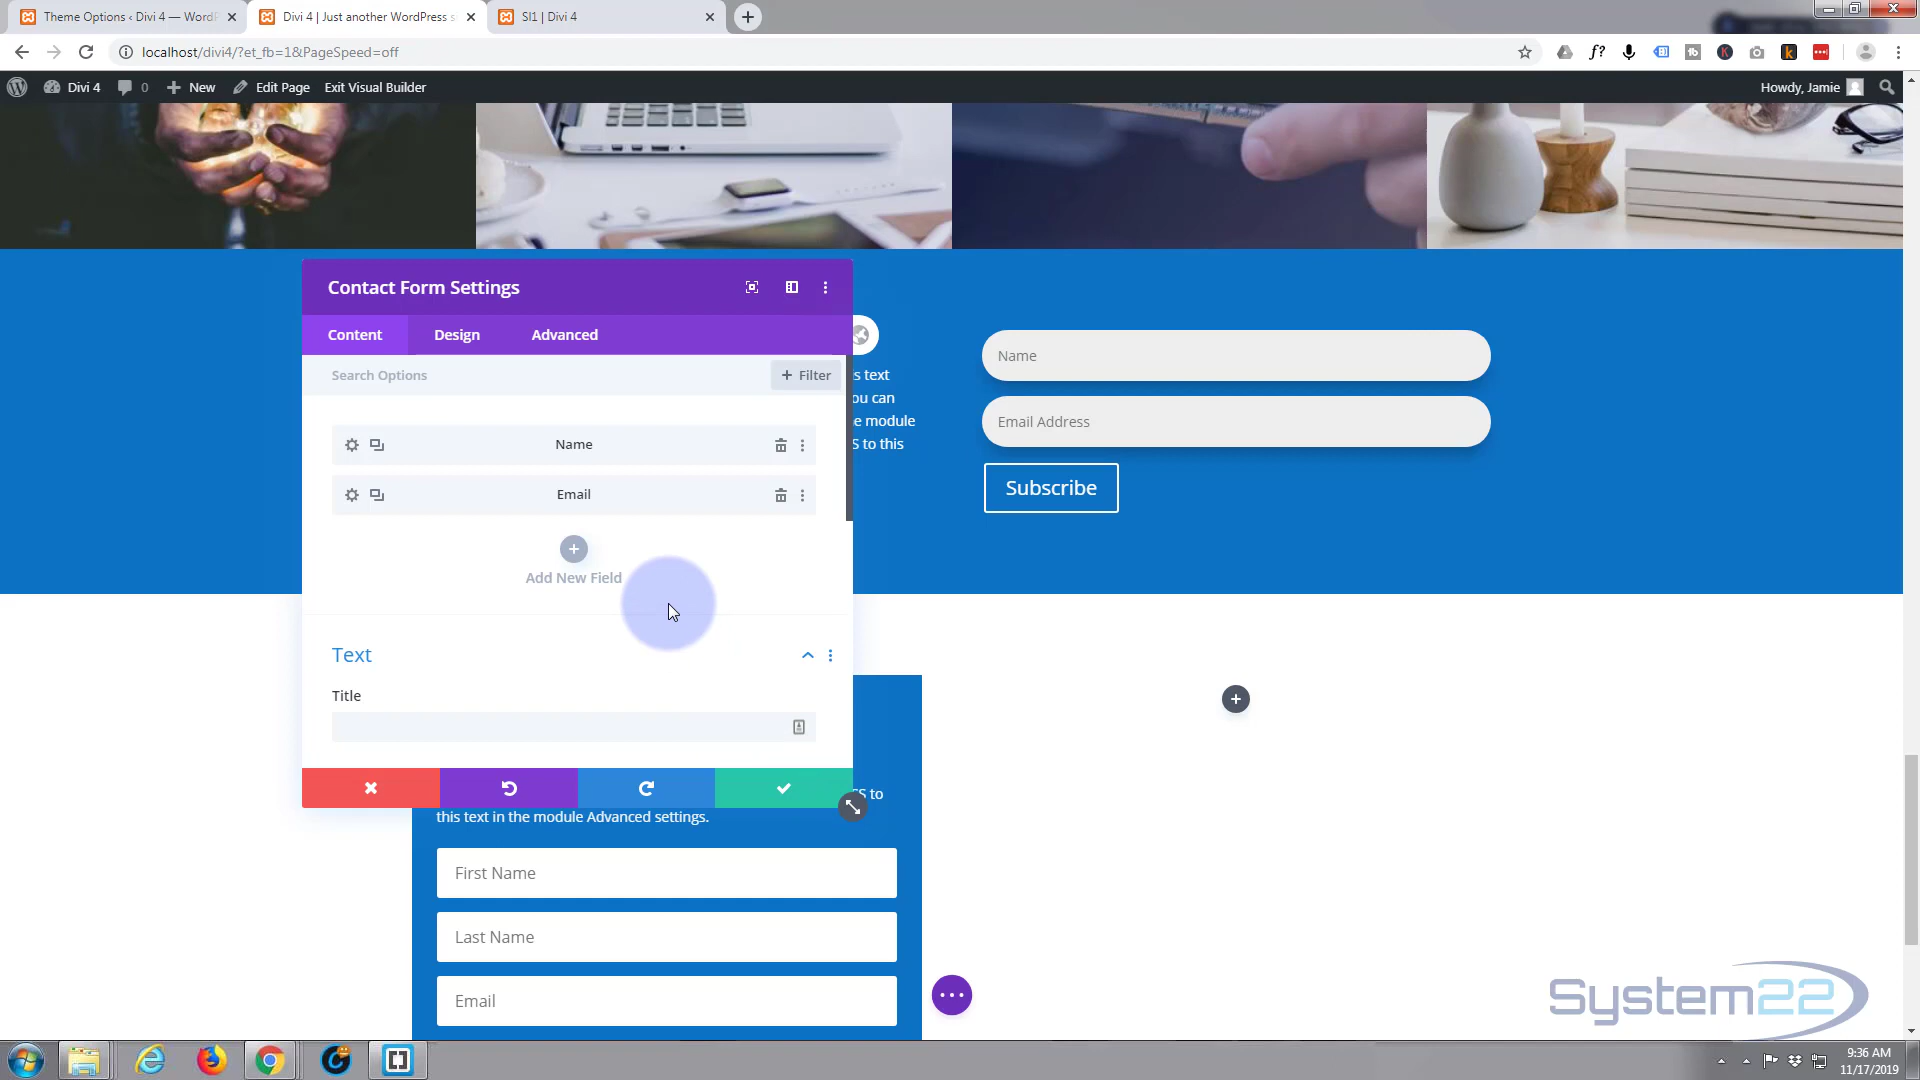 Theme Options ‹ Divi 4 — WordP
Divi 4 | Just another WordPress s
SI1 | Divi 4
localhost/divi4/?et_fb=1&PageSpeed=off
f?
Divi 4
0
New
Edit Page
Exit Visual Builder
Howdy, Jamie
Contact Form Settings
Content
Design
Advanced
Search Options
+ Filter
Name
Email
Add New Field
Text
Title
s text
ou can
e module
S to this
Name
Email Address
Subscribe
CSS to
this text in the module Advanced settings.
First Name
Last Name
Email
System22
9:36 AM
11/17/2019